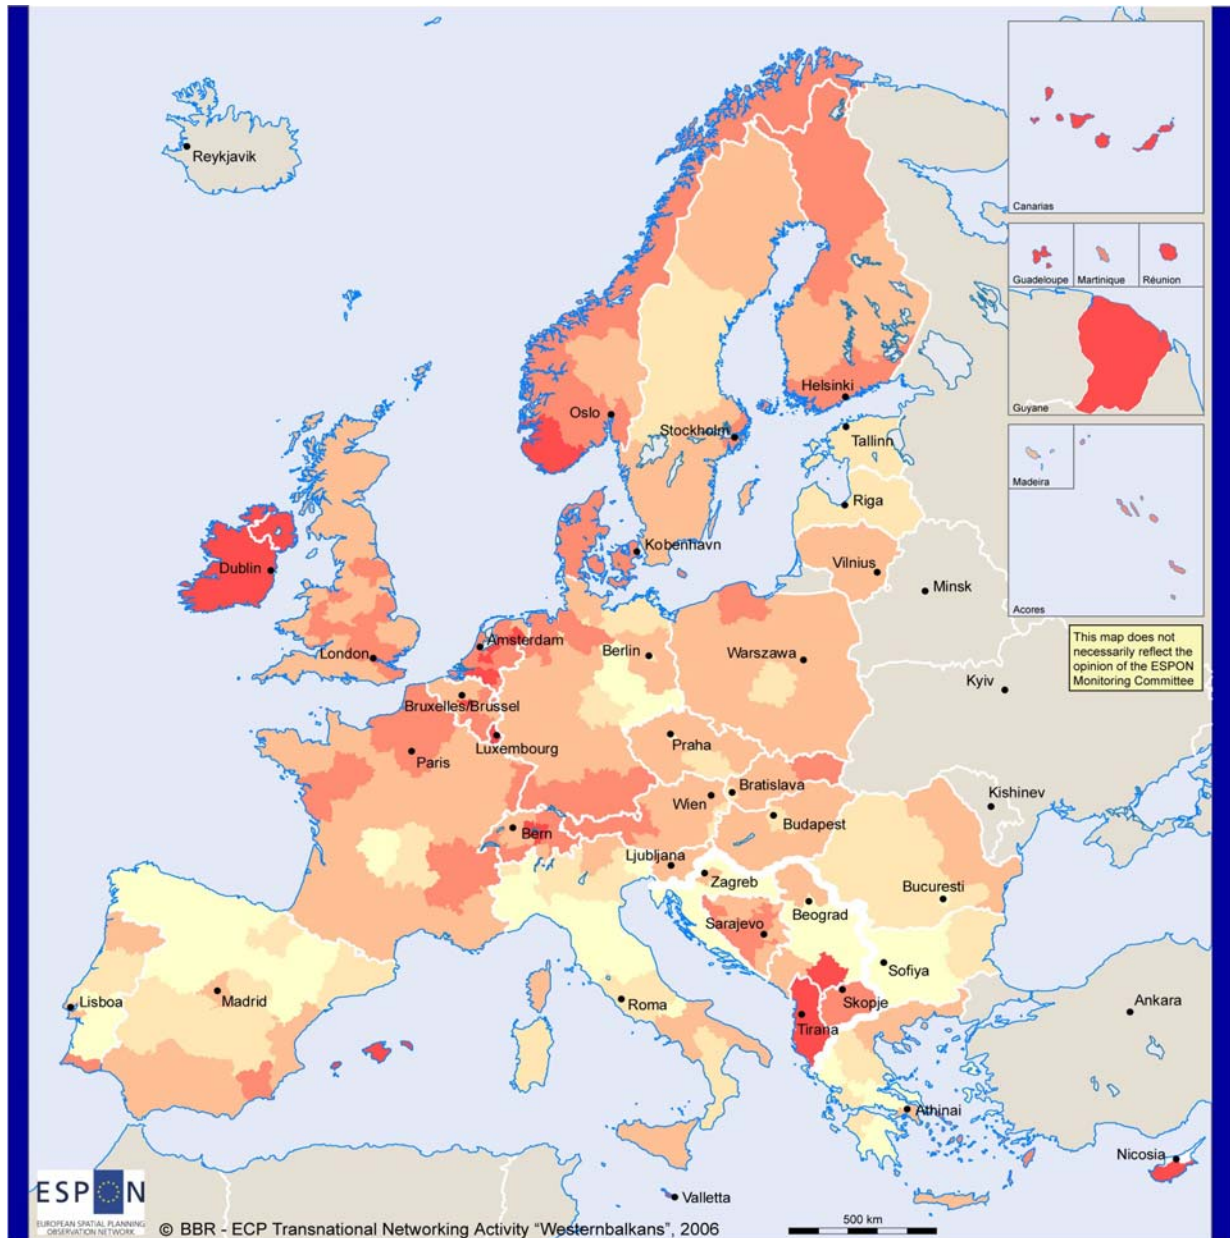 Reykjavik
Canarias
Guadeloupe
Martinique
Réunion
Guyane
Helsinki
Oslo
Stockholm
Tallinn
Madeira
Riga
Acores
Kobenhavn
Vilnius
Dublin
Minsk
This map does not
necessarily reflect the
opinion of the ESPON
Monitoring Committee
Amsterdam
London
Berlin
Warszawa
Kyiv
Bruxelles/Brussel
Luxembourg
Praha
Paris
Bratislava
Kishinev
Wien
Budapest
Bern
Ljubljana
Zagreb
Bucuresti
Beograd
Sarajevo
Sofiya
Madrid
Lisboa
Roma
Skopje
Ankara
Tirana
Athinai
Nicosia
Valletta
ESPON
EUROPEAN SPATIAL PLANNING
OBSERVATION NETWORK
© BBR - ECP Transnational Networking Activity “Westernbalkans”, 2006
500 km